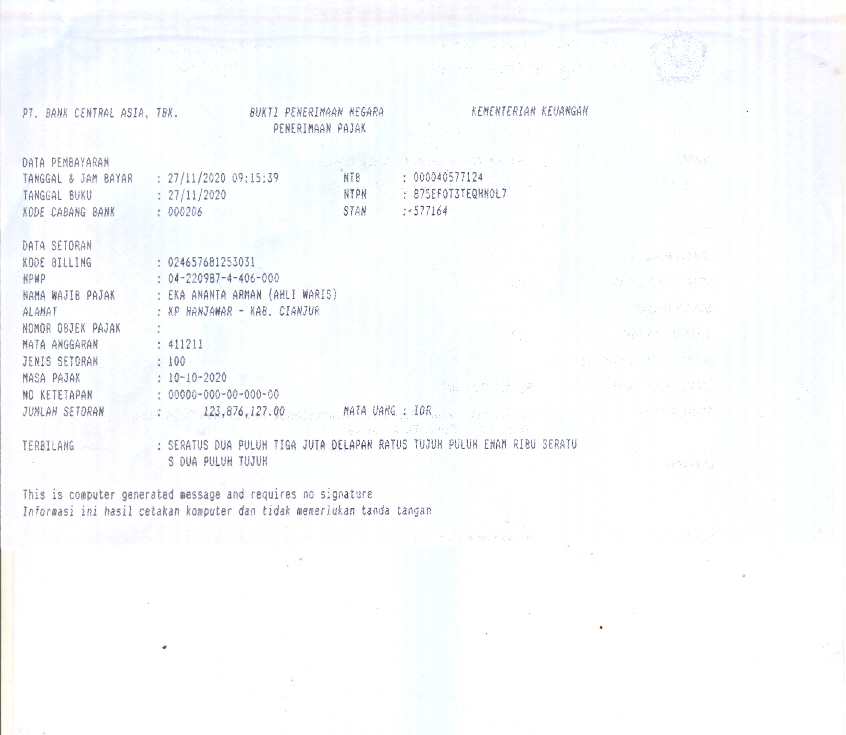 PT. BANK CENTRAL ASIA, TBK. BUKTI PENERIMAAN NEGARA KEMENTERIAN KEUANGAN
PENERIMAAN PAJAK
DATA PEMBAYARAN
TANGGAL & JAM BAYAR : 27/11/2020 09:15:39 NTB : 000040577124
TANGGAL BUKU : 27/11/2020 NTPN : 875EF0T3TEQMN0L7
KODE CABANG BANK : 000206 STAN : 577164
DATA SETORAN
KODE BILLING : 024657681253031
NPWP : 04-220987-4-406-000
NAMA WAJIB PAJAK : EKA ANANTA ARMAN (AHLI WARIS)
ALAMAT : KP HANJAWAR - KAB. CIANJUR
NOMOR OBJEK PAJAK :
MATA ANGGARAN : 411211
JENIS SETORAN : 100
MASA PAJAK : 10-10-2020
NO KETETAPAN : 00000-000-00-000-00
JUMLAH SETORAN : 123,876,127.00 MATA UANG : IDR
TERBILANG : SERATUS DUA PULUH TIGA JUTA DELAPAN RATUS TUJUH PULUH ENAM RIBU SERATU
S DUA PULUH TUJUH
This is computer generated message and requires no signature
Informasi ini hasil cetakan komputer dan tidak memerlukan tanda tangan